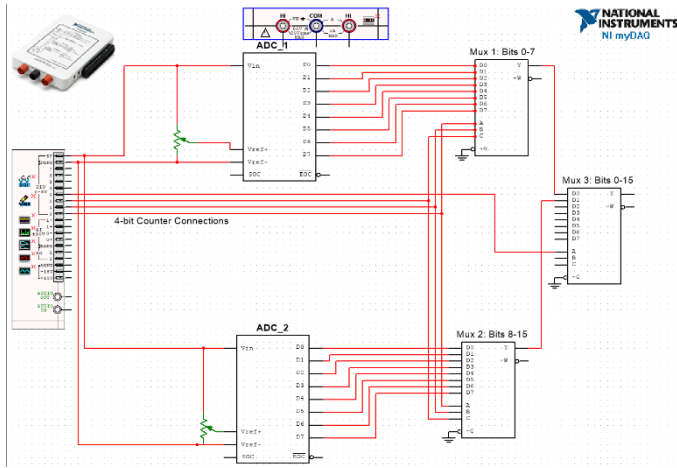 NATIONAL
INSTRUMENTS
NI myDAQ
HI
COM
HI
ADC_1
Mux 1: Bits 0-7
Vin
D0
D1
D2
D3
D4
D5
D6
D7
Vref+
Vref-
SOC
EOC
D0
D1
D2
D3
D4
D5
D6
D7
A
B
C
~G
Y
~W
Mux 3: Bits 0-15
D0
D1
D2
D3
D4
D5
D6
D7
A
B
C
~G
Y
~W
4-bit Counter Connections
AUDIO
AUDIO
ADC_2
Mux 2: Bits 8-15
Vin
D0
D1
D2
D3
D4
D5
D6
D7
Vref+
Vref-
SOC
EOC
D0
D1
D2
D3
D4
D5
D6
D7
A
B
C
~G
Y
~W